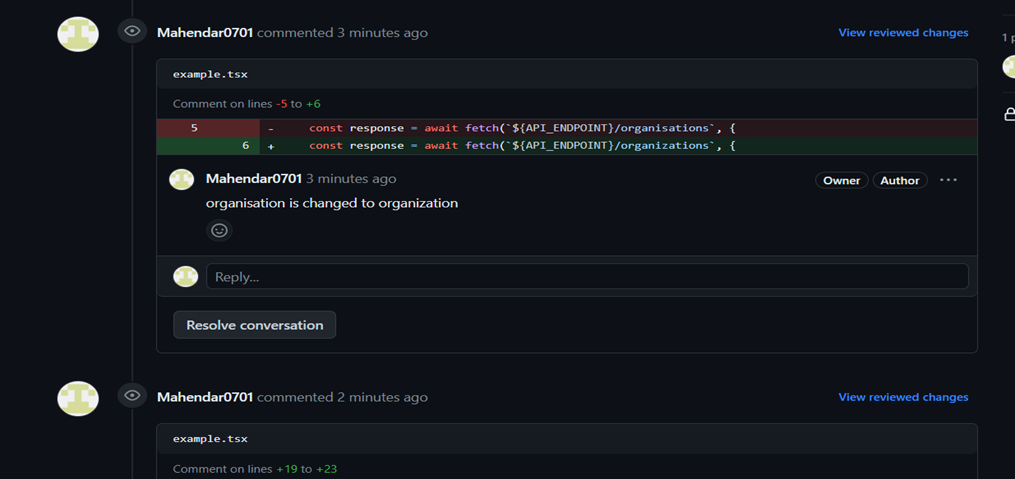 Mahendar0701 commented 3 minutes ago View reviewed changes
1 p
example.tsx
Comment on lines -5 to +6
5 - const response = await fetch(`${API_ENDPOINT}/organisations`, {
6 + const response = await fetch(`${API_ENDPOINT}/organizations`, {
Mahendar0701 3 minutes ago Owner Author ...
organisation is changed to organization
Reply...
Resolve conversation
Mahendar0701 commented 2 minutes ago View reviewed changes
example.tsx
Comment on lines +19 to +23